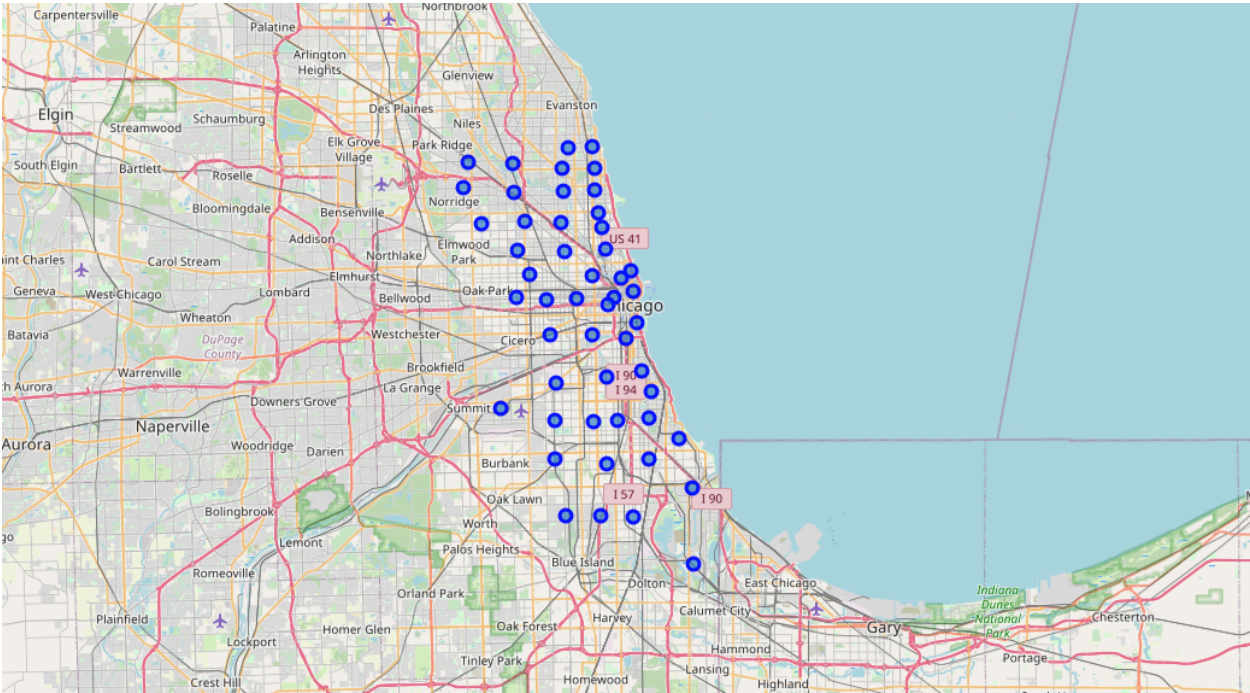 Carpentersville
Northbrook
Palatine
Arlington
Heights
Glenview
Des Plaines
Evanston
Elgin
Schaumburg
Streamwood
Niles
Elk Grove
Village
Park Ridge
South Elgin
Bartlett
Roselle
Norridge
Bloomingdale
Bensenville
Addison
Elmwood
Park
US 41
Northlake
aint Charles
Carol Stream
Elmhurst
Geneva
West Chicago
Lombard
Bellwood
Oak Park
hicago
Wheaton
Batavia
DuPage
County
Westchester
Cicero
Warrenville
Brookfield
I 90
I 94
th Aurora
La Grange
Downers Grove
Summit
Naperville
Aurora
Woodridge
Darien
Burbank
Oak Lawn
I 57
I 90
Bolingbrook
Worth
Lemont
Palos Heights
Blue Island
Romeoville
Dolton
East Chicago
Orland Park
Indiana
Dunes
National
Park
Plainfield
Calumet City
Harvey
Chesterton
Homer Glen
Oak Forest
Gary
Lockport
Hammond
Tinley Park
Portage
Lansing
Crest Hill
Homewood
Highland